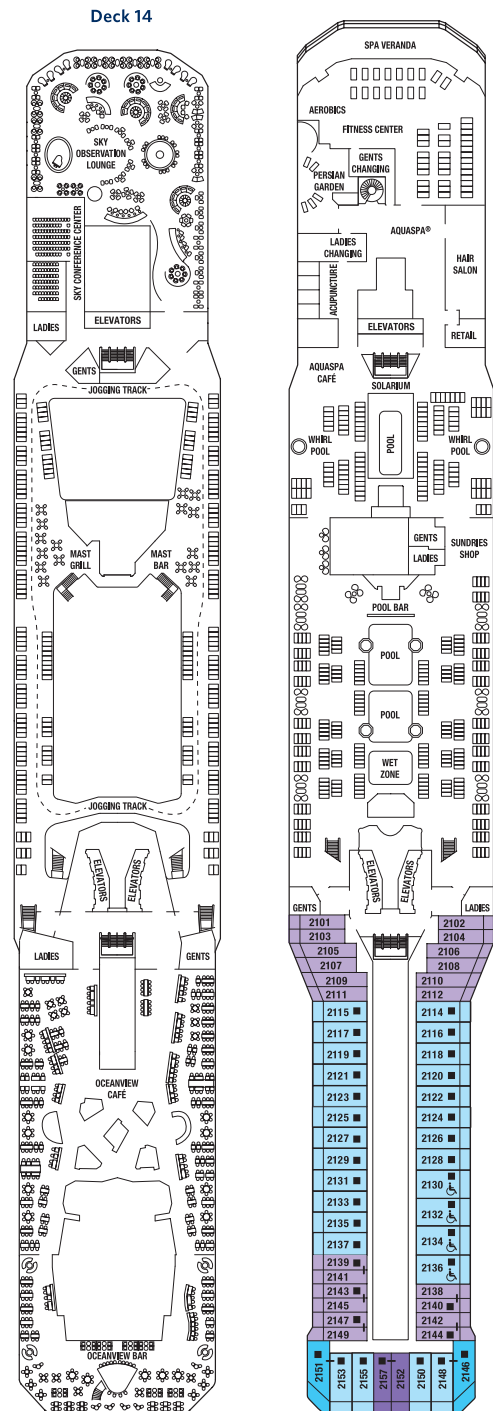 Deck 14
SKY
OBSERVATION
LOUNGE
SKY CONFERENCE CENTER
LADIES
ELEVATORS
GENTS
JOGGING TRACK
MAST
GRILL
MAST
BAR
JOGGING TRACK
ELEVATORS
ELEVATORS
LADIES
GENTS
OCEANVIEW
CAFÉ
OCEANVIEW BAR
SPA VERANDA
AEROBICS
FITNESS CENTER
GENTS
CHANGING
PERSIAN
GARDEN
AQUASPA®
LADIES
CHANGING
ACUPUNCTURE
HAIR
SALON
ELEVATORS
RETAIL
AQUASPA
CAFÉ
SOLARIUM
WHIRL
POOL
POOL
WHIRL
POOL
GENTS
LADIES
SUNDRIES
SHOP
POOL BAR
POOL
POOL
WET
ZONE
ELEVATORS
ELEVATORS
GENTS
LADIES
2101
2103
2105
2107
2109
2111
2115
2117
2119
2121
2123
2125
2127
2129
2131
2133
2135
2137
2139
2141
2143
2145
2147
2149
2102
2104
2106
2108
2110
2112
2114
2116
2118
2120
2122
2124
2126
2128
2130
2132
2134
2136
2138
2140
2142
2144
2151
2153
2155
2157
2152
2150
2148
2146